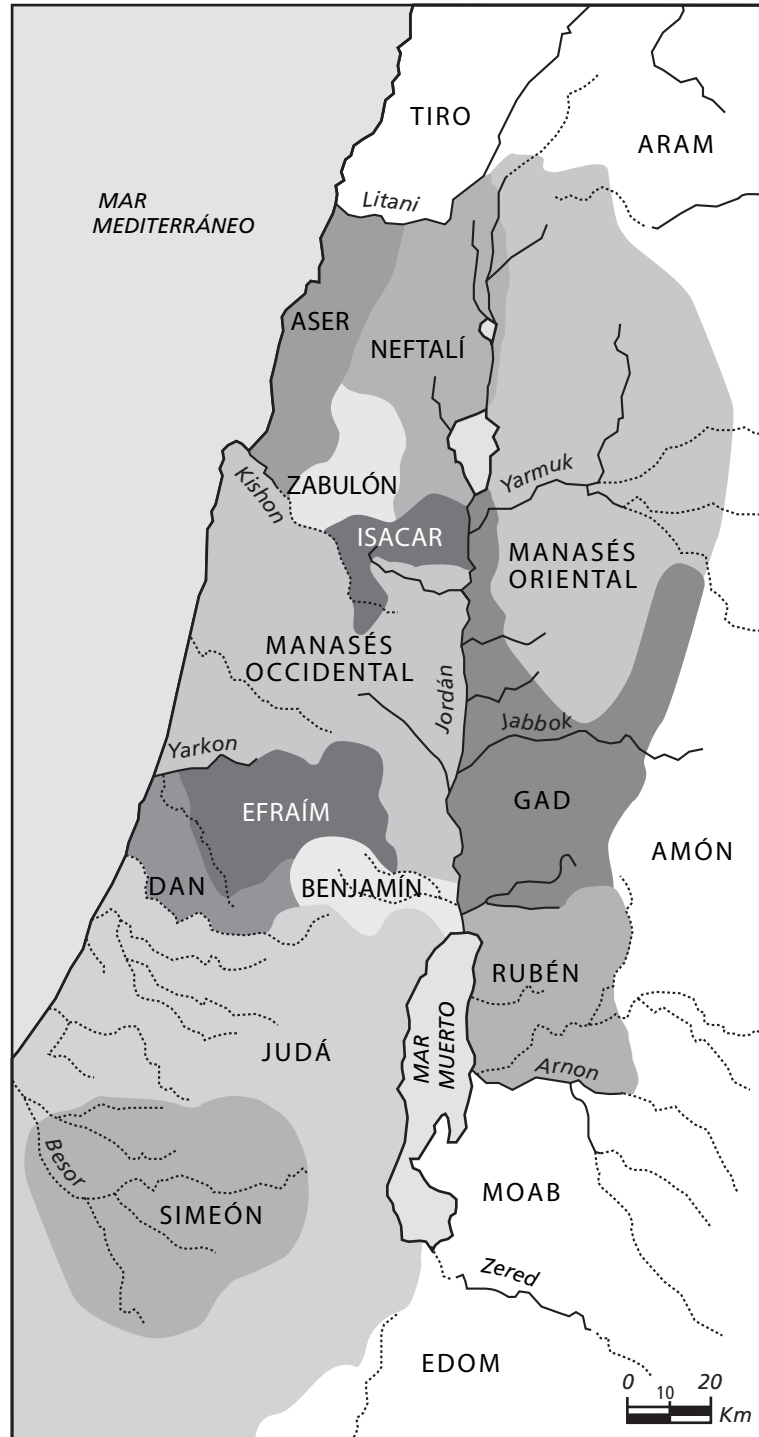 TIRO
ARAM
Litani
MAR
MEDITERRÁNEO
ASER
NEFTALÍ
Kishon
ZABULÓN
Yarmuk
ISACAR
MANASÉS
ORIENTAL
MANASÉS
OCCIDENTAL
Jordán
Jabbok
Yarkon
EFRAÍM
GAD
AMÓN
DAN
BENJAMÍN
RUBÉN
JUDÁ
MAR
MUERTO
Arnon
Besor
SIMEÓN
MOAB
Zered
EDOM
0 10 20
Km